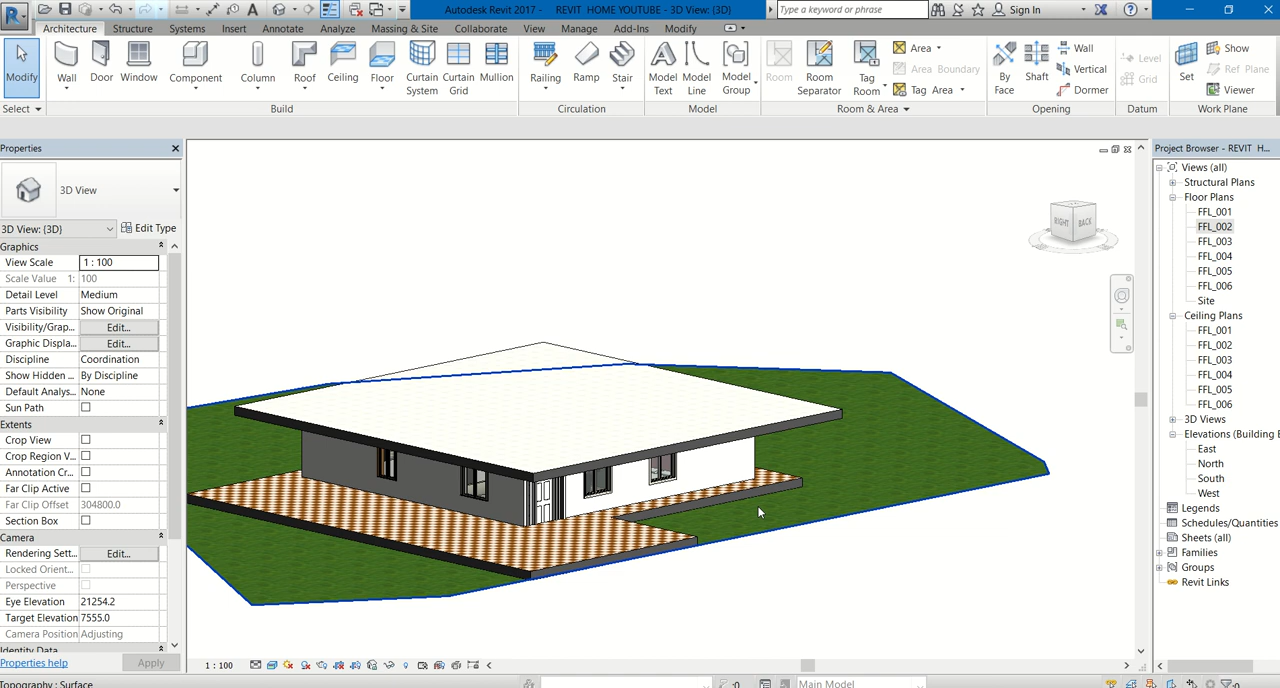 Autodesk Revit 2017 - REVIT HOME YOUTUBE - 3D View: {3D}
Type a keyword or phrase
Sign In
Architecture Structure Systems Insert Annotate Analyze Massing & Site Collaborate View Manage Add-Ins Modify
Modify
Wall Door Window Component Column Roof Ceiling Floor Curtain System Curtain Grid Mullion
Railing Ramp Stair
Model Text Model Line Model Group
Room Room Separator Tag Room
Area
Area Boundary
Tag Area
By Face Shaft
Wall
Vertical
Dormer
Level
Grid
Set
Show
Ref Plane
Viewer
Select Build Circulation Model Room & Area Opening Datum Work Plane
Properties
3D View
3D View: {3D} Edit Type
Graphics
View Scale 1 : 100
Scale Value 1: 100
Detail Level Medium
Parts Visibility Show Original
Visibility/Grap... Edit...
Graphic Displa... Edit...
Discipline Coordination
Show Hidden ... By Discipline
Default Analys... None
Sun Path
Extents
Crop View
Crop Region V...
Annotation Cr...
Far Clip Active
Far Clip Offset 304800.0
Section Box
Camera
Rendering Sett... Edit...
Locked Orient...
Perspective
Eye Elevation 21254.2
Target Elevation 7555.0
Camera Position Adjusting
Identity Data
Properties help Apply
RIGHT BACK
1 : 100
Project Browser - REVIT H...
Views (all)
Structural Plans
Floor Plans
FFL_001
FFL_002
FFL_003
FFL_004
FFL_005
FFL_006
Site
Ceiling Plans
FFL_001
FFL_002
FFL_003
FFL_004
FFL_005
FFL_006
3D Views
Elevations (Building E
East
North
South
West
Legends
Schedules/Quantities
Sheets (all)
Families
Groups
Revit Links
Topography : Surface
:0
Main Model